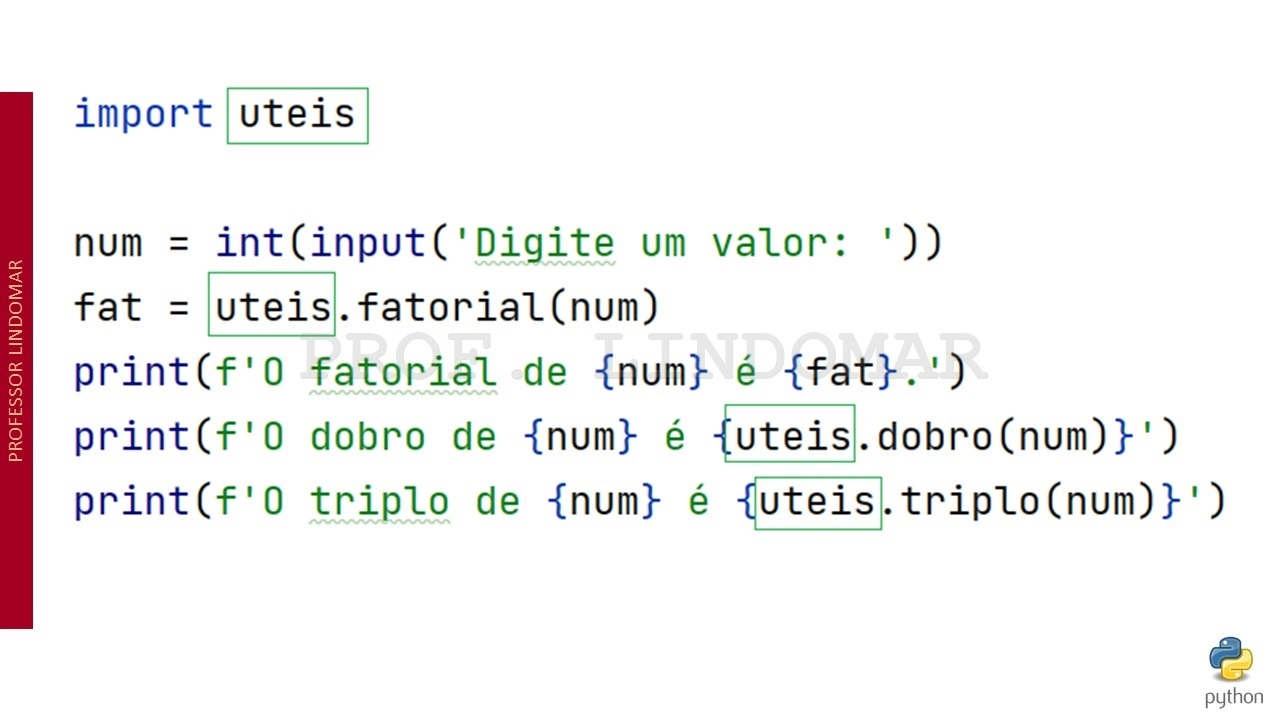 import uteis
num = int(input('Digite um valor: '))
fat = uteis.fatorial(num)
PROF. LINDOMAR
print(f'O fatorial de {num} é {fat}.')
print(f'O dobro de {num} é {uteis.dobro(num)}')
print(f'O triplo de {num} é {uteis.triplo(num)}')
PROFESSOR LINDOMAR
python